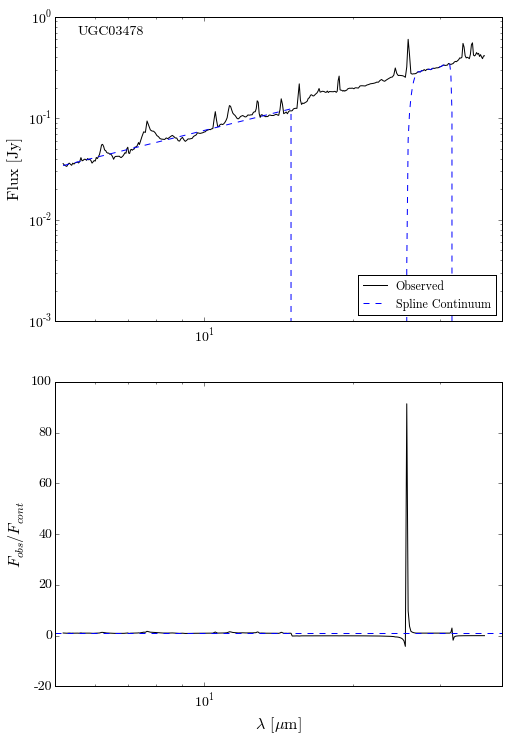 10^0
UGC03478
10^-1
Flux [Jy]
10^-2
Observed
Spline Continuum
10^-3
10^1
100
80
60
40
F_obs/F_cont
20
0
-20
10^1
λ [μm]